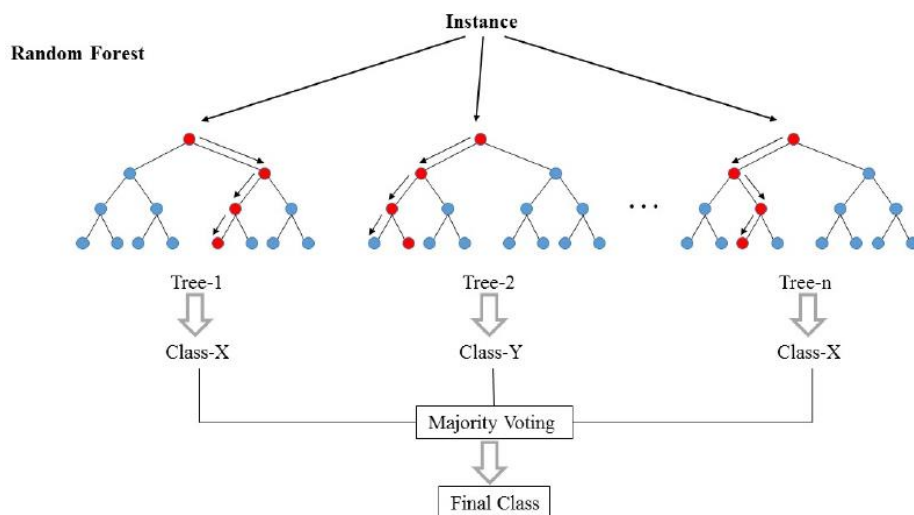 Instance
Random Forest
...
Tree-1 Tree-2 Tree-n
Class-X Class-Y Class-X
Majority Voting
Final Class